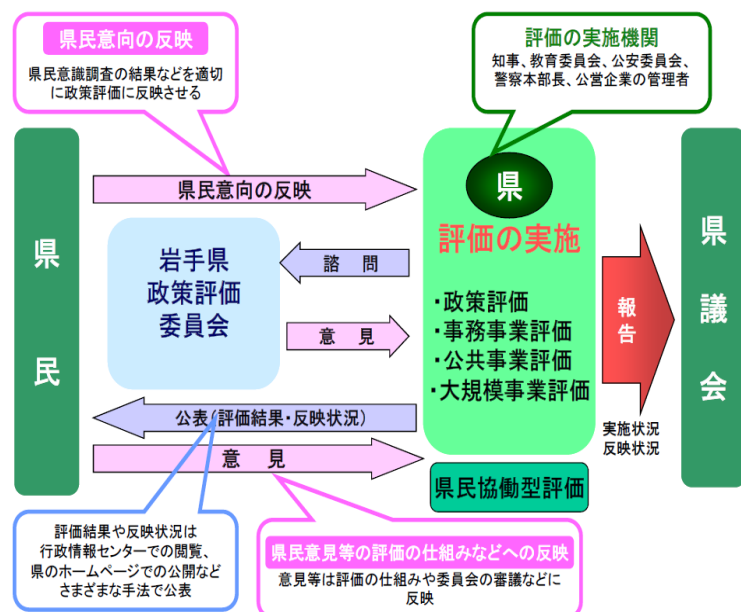 県民意向の反映
県民意識調査の結果などを適切
に政策評価に反映させる
評価の実施機関
知事、教育委員会、公安委員会、
警察本部長、公営企業の管理者
県民
県民意向の反映
岩手県
政策評価
委員会
諮 問
意 見
公表(評価結果・反映状況)
意 見
県
評価の実施
・政策評価
・事務事業評価
・公共事業評価
・大規模事業評価
県民協働型評価
報告
実施状況
反映状況
県議会
評価結果や反映状況は
行政情報センターでの閲覧、
県のホームページでの公開など
さまざまな手法で公表
県民意見等の評価の仕組みなどへの反映
意見等は評価の仕組みや委員会の審議などに
反映